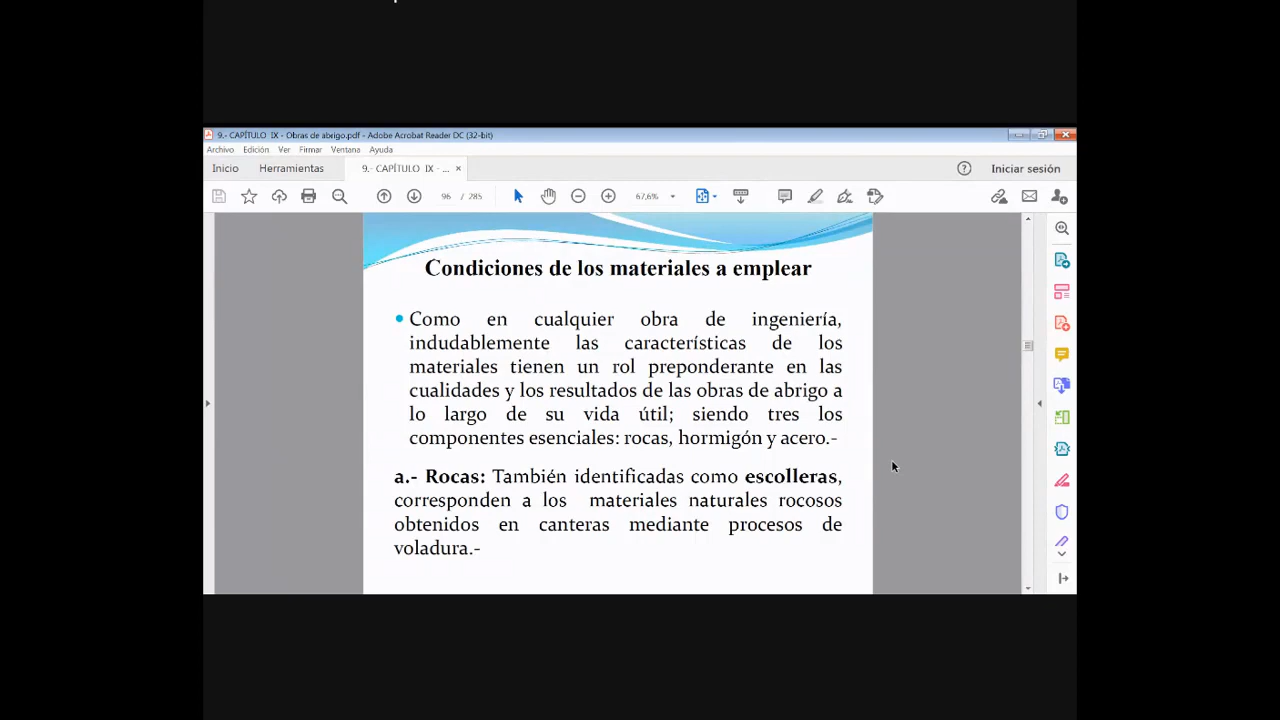 9.- CAPÍTULO IX - Obras de abrigo.pdf - Adobe Acrobat Reader DC (32-bit)
Archivo Edición Ver Firmar Ventana Ayuda
Inicio Herramientas 9.- CAPÍTULO IX - ... × Iniciar sesión
96 / 285 67,6%
Condiciones de los materiales a emplear
• Como en cualquier obra de ingeniería,
indudablemente las características de los
materiales tienen un rol preponderante en las
cualidades y los resultados de las obras de abrigo a
lo largo de su vida útil; siendo tres los
componentes esenciales: rocas, hormigón y acero.-
a.- Rocas: También identificadas como escolleras,
corresponden a los materiales naturales rocosos
obtenidos en canteras mediante procesos de
voladura.-